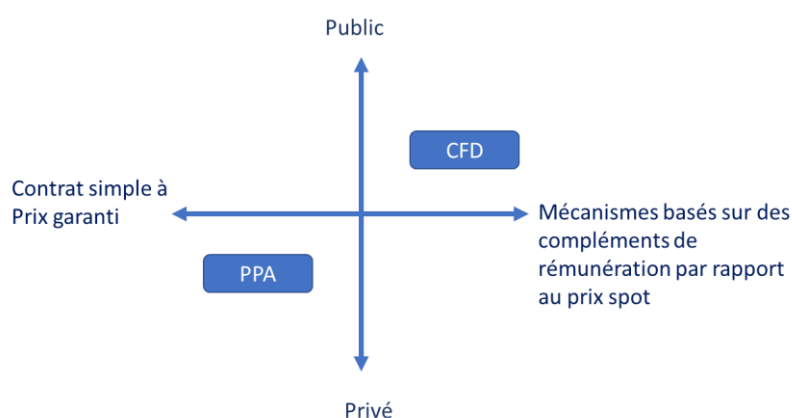 Public
CFD
Contrat simple à
Prix garanti
Mécanismes basés sur des
compléments de
rémunération par rapport
au prix spot
PPA
Privé